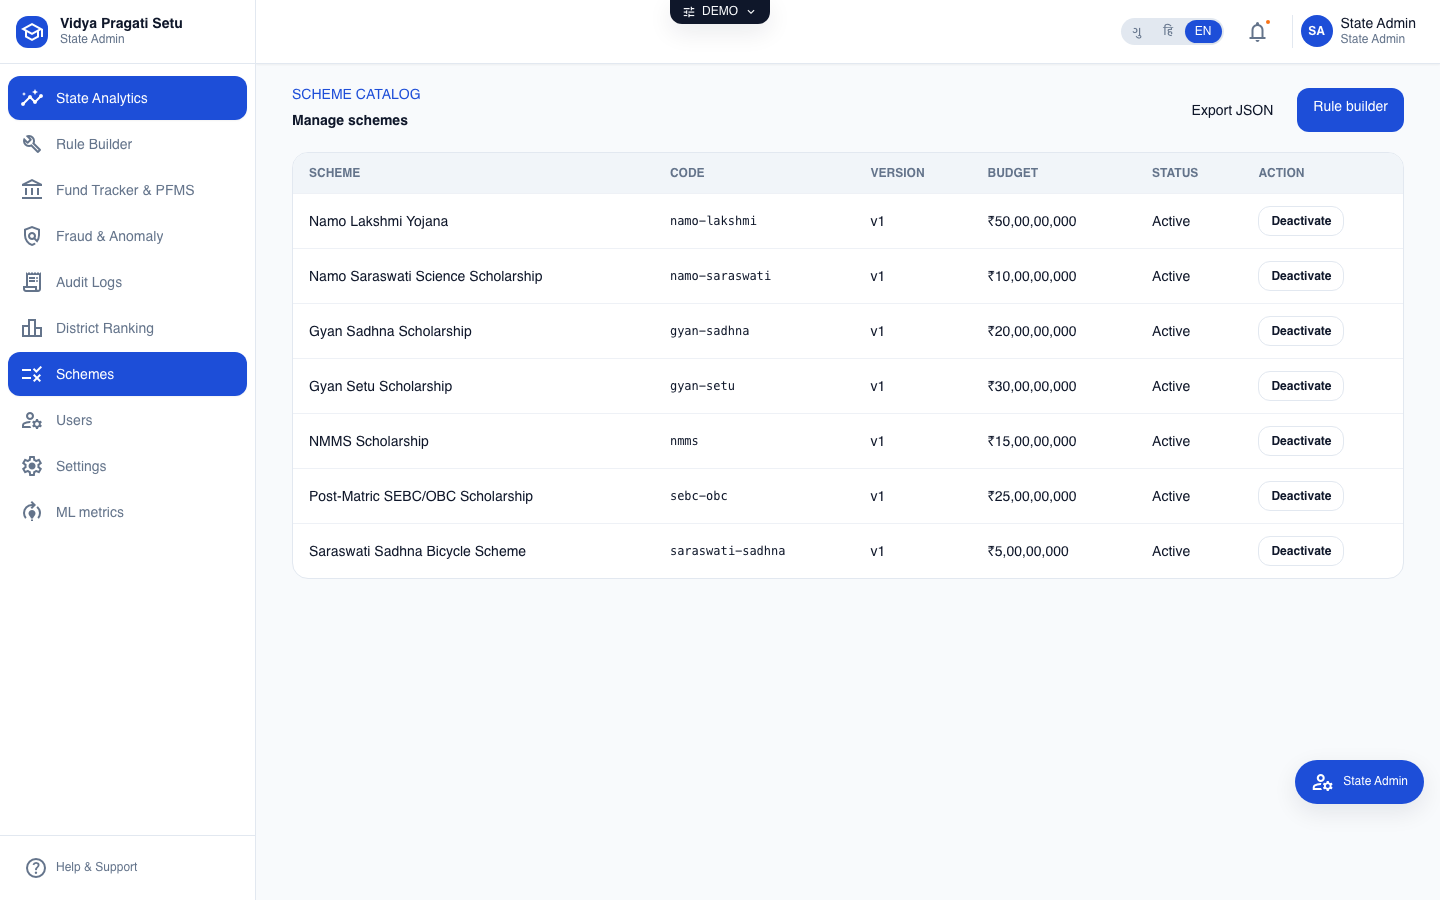 Vidya Pragati Setu
State Admin
DEMO
ગુ
हि
EN
SA
State Admin
State Admin
State Analytics
Rule Builder
Fund Tracker & PFMS
Fraud & Anomaly
Audit Logs
District Ranking
Schemes
Users
Settings
ML metrics
Help & Support
SCHEME CATALOG
Manage schemes
Export JSON
Rule builder
SCHEME CODE VERSION BUDGET STATUS ACTION
Namo Lakshmi Yojana namo-lakshmi v1 ₹50,00,00,000 Active Deactivate
Namo Saraswati Science Scholarship namo-saraswati v1 ₹10,00,00,000 Active Deactivate
Gyan Sadhna Scholarship gyan-sadhna v1 ₹20,00,00,000 Active Deactivate
Gyan Setu Scholarship gyan-setu v1 ₹30,00,00,000 Active Deactivate
NMMS Scholarship nmms v1 ₹15,00,00,000 Active Deactivate
Post-Matric SEBC/OBC Scholarship sebc-obc v1 ₹25,00,00,000 Active Deactivate
Saraswati Sadhna Bicycle Scheme saraswati-sadhna v1 ₹5,00,00,000 Active Deactivate
State Admin